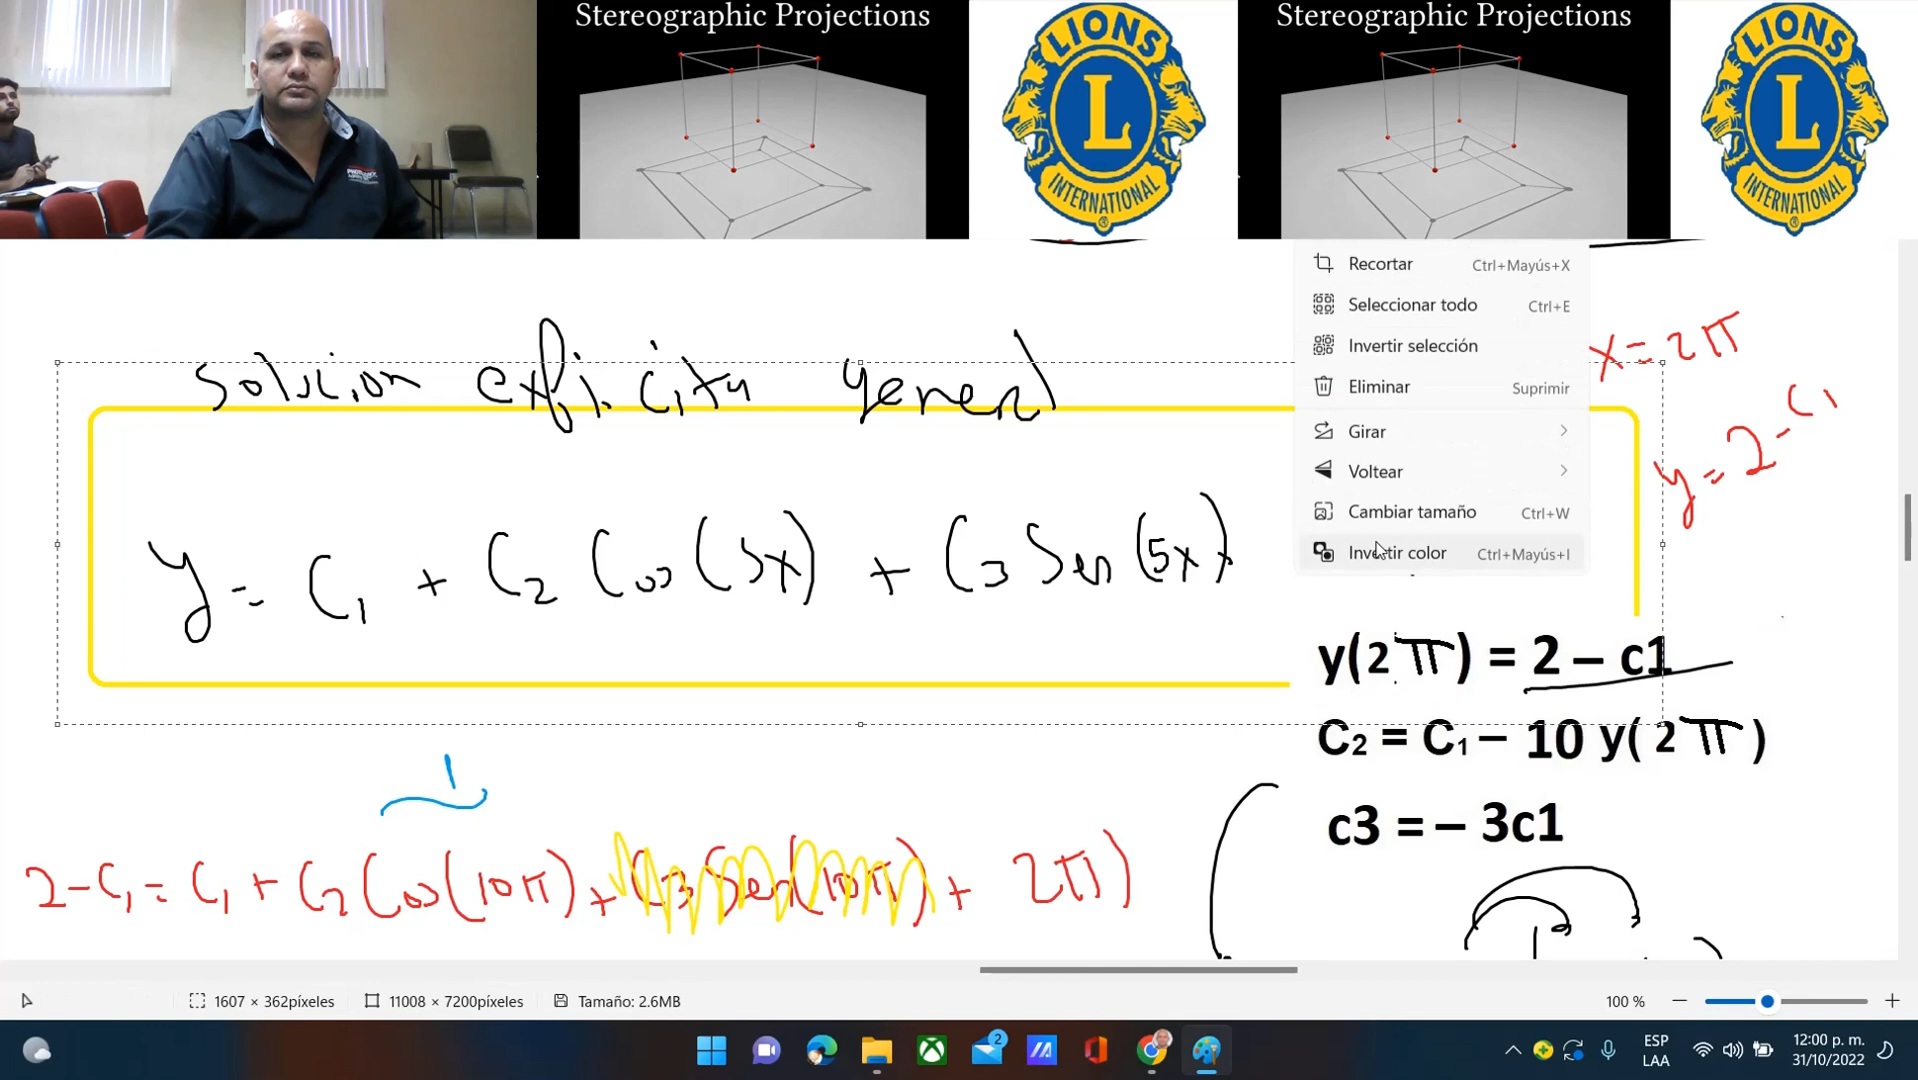 Stereographic Projections
Stereographic Projections
LIONS
L
INTERNATIONAL
®
LIONS
L
INTERNATIONAL
®
Recortar Ctrl+Mayús+X
Seleccionar todo Ctrl+E
Invertir selección
Eliminar Suprimir
Girar
Voltear
Cambiar tamaño Ctrl+W
Invertir color Ctrl+Mayús+I
x = 2π
y = 2 - C1
Solucion explicita general
y = C1 + C2 Cos(5x) + C3 Sen(5x)
y(2π) = 2 – c1
C2 = C1 – 10 y(2π)
c3 = – 3c1
1
2 - C1 = C1 + C2 Cos(10π) + C3 Sen(10π) + 2π)
1607 × 362píxeles
11008 × 7200píxeles
Tamaño: 2.6MB
100 %
2
ESP
LAA
12:00 p. m.
31/10/2022